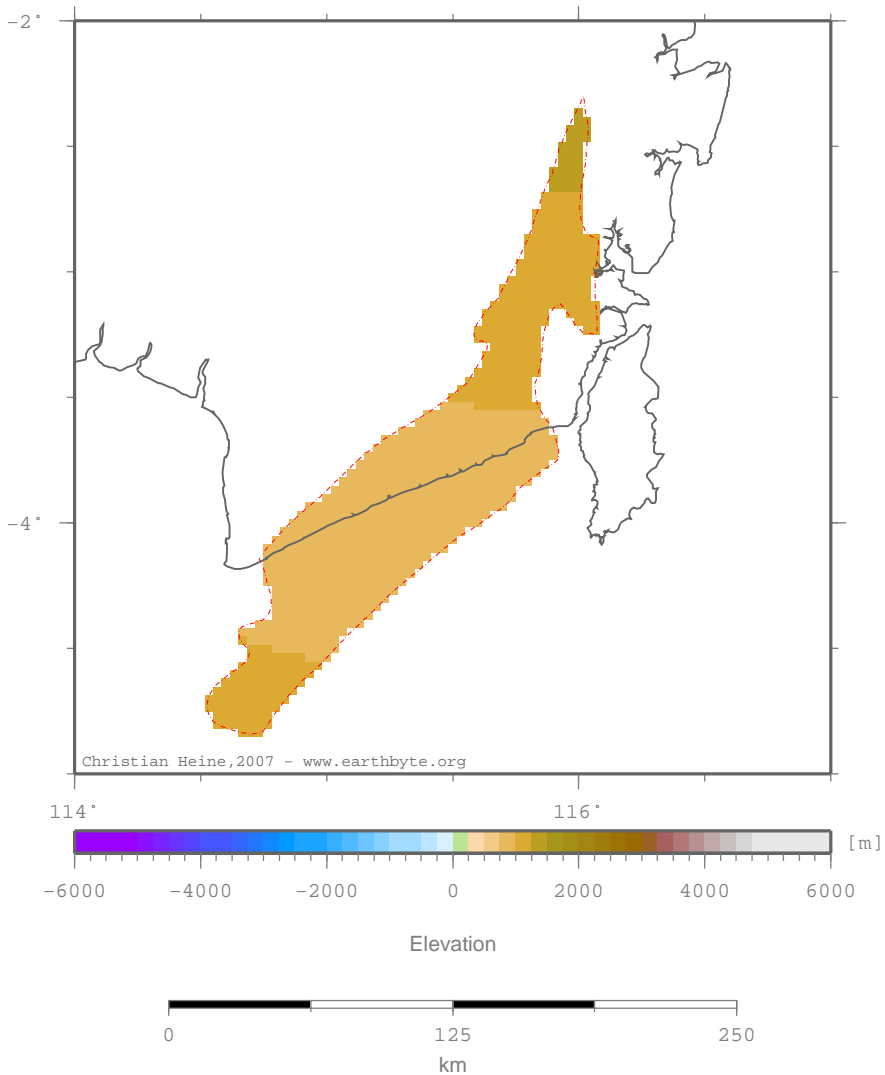 −2°
−4°
Christian Heine,2007 − www.earthbyte.org
114° 116°
[m]
−6000 −4000 −2000 0 2000 4000 6000
Elevation
0 125 250
km